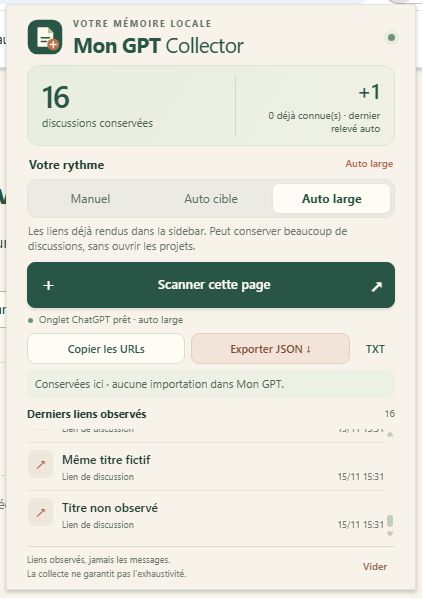 VOTRE MÉMOIRE LOCALE
Mon GPT Collector
16
discussions conservées
+1
0 déjà connue(s) · dernier
relevé auto
Votre rythme
Auto large
Manuel
Auto cible
Auto large
Les liens déjà rendus dans la sidebar. Peut conserver beaucoup de
discussions, sans ouvrir les projets.
+ Scanner cette page ↗
Onglet ChatGPT prêt · auto large
Copier les URLs
Exporter JSON ↓
TXT
Conservées ici · aucune importation dans Mon GPT.
Derniers liens observés
16
Lien de discussion
15/11 15:31
↗ Même titre fictif
Lien de discussion
15/11 15:31
↗ Titre non observé
Lien de discussion
15/11 15:31
Liens observés, jamais les messages.
La collecte ne garantit pas l'exhaustivité.
Vider